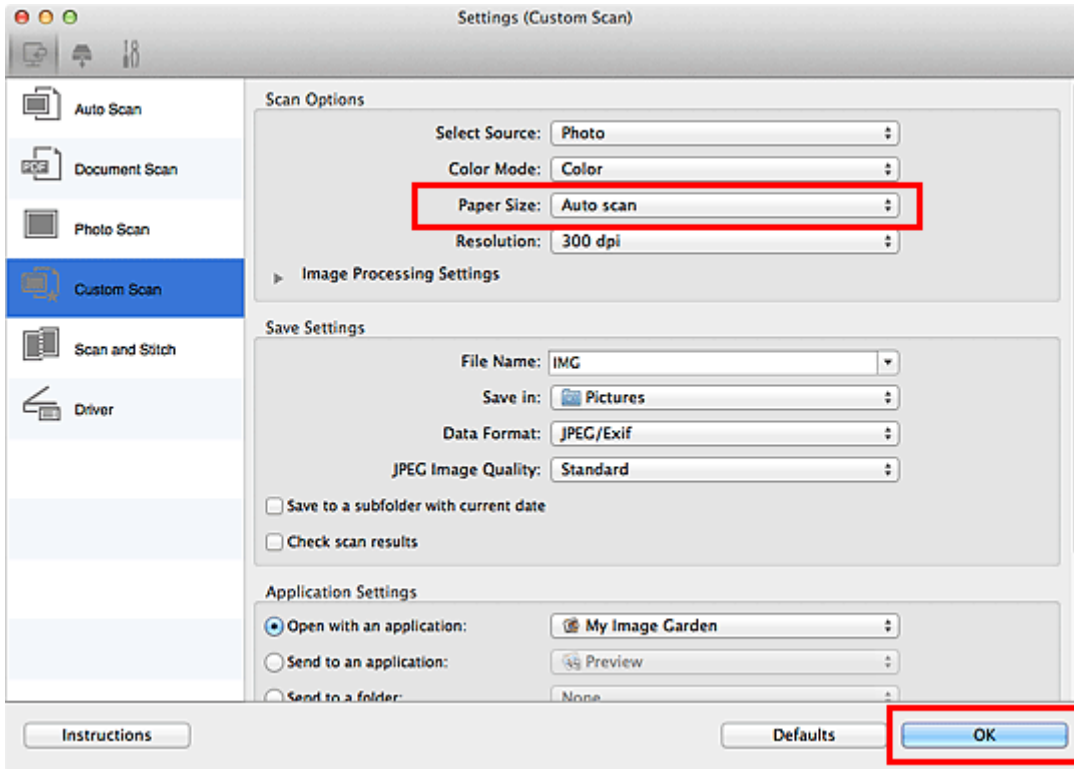 Settings (Custom Scan)
Auto Scan
PDF
Document Scan
Photo Scan
Custom Scan
Scan and Stitch
Driver
Scan Options
Select Source: Photo
Color Mode: Color
Paper Size: Auto scan
Resolution: 300 dpi
Image Processing Settings
Save Settings
File Name: IMG
Save in: Pictures
Data Format: JPEG/Exif
JPEG Image Quality: Standard
Save to a subfolder with current date
Check scan results
Application Settings
Open with an application: My Image Garden
Send to an application: Preview
Send to a folder: None
Instructions
Defaults
OK